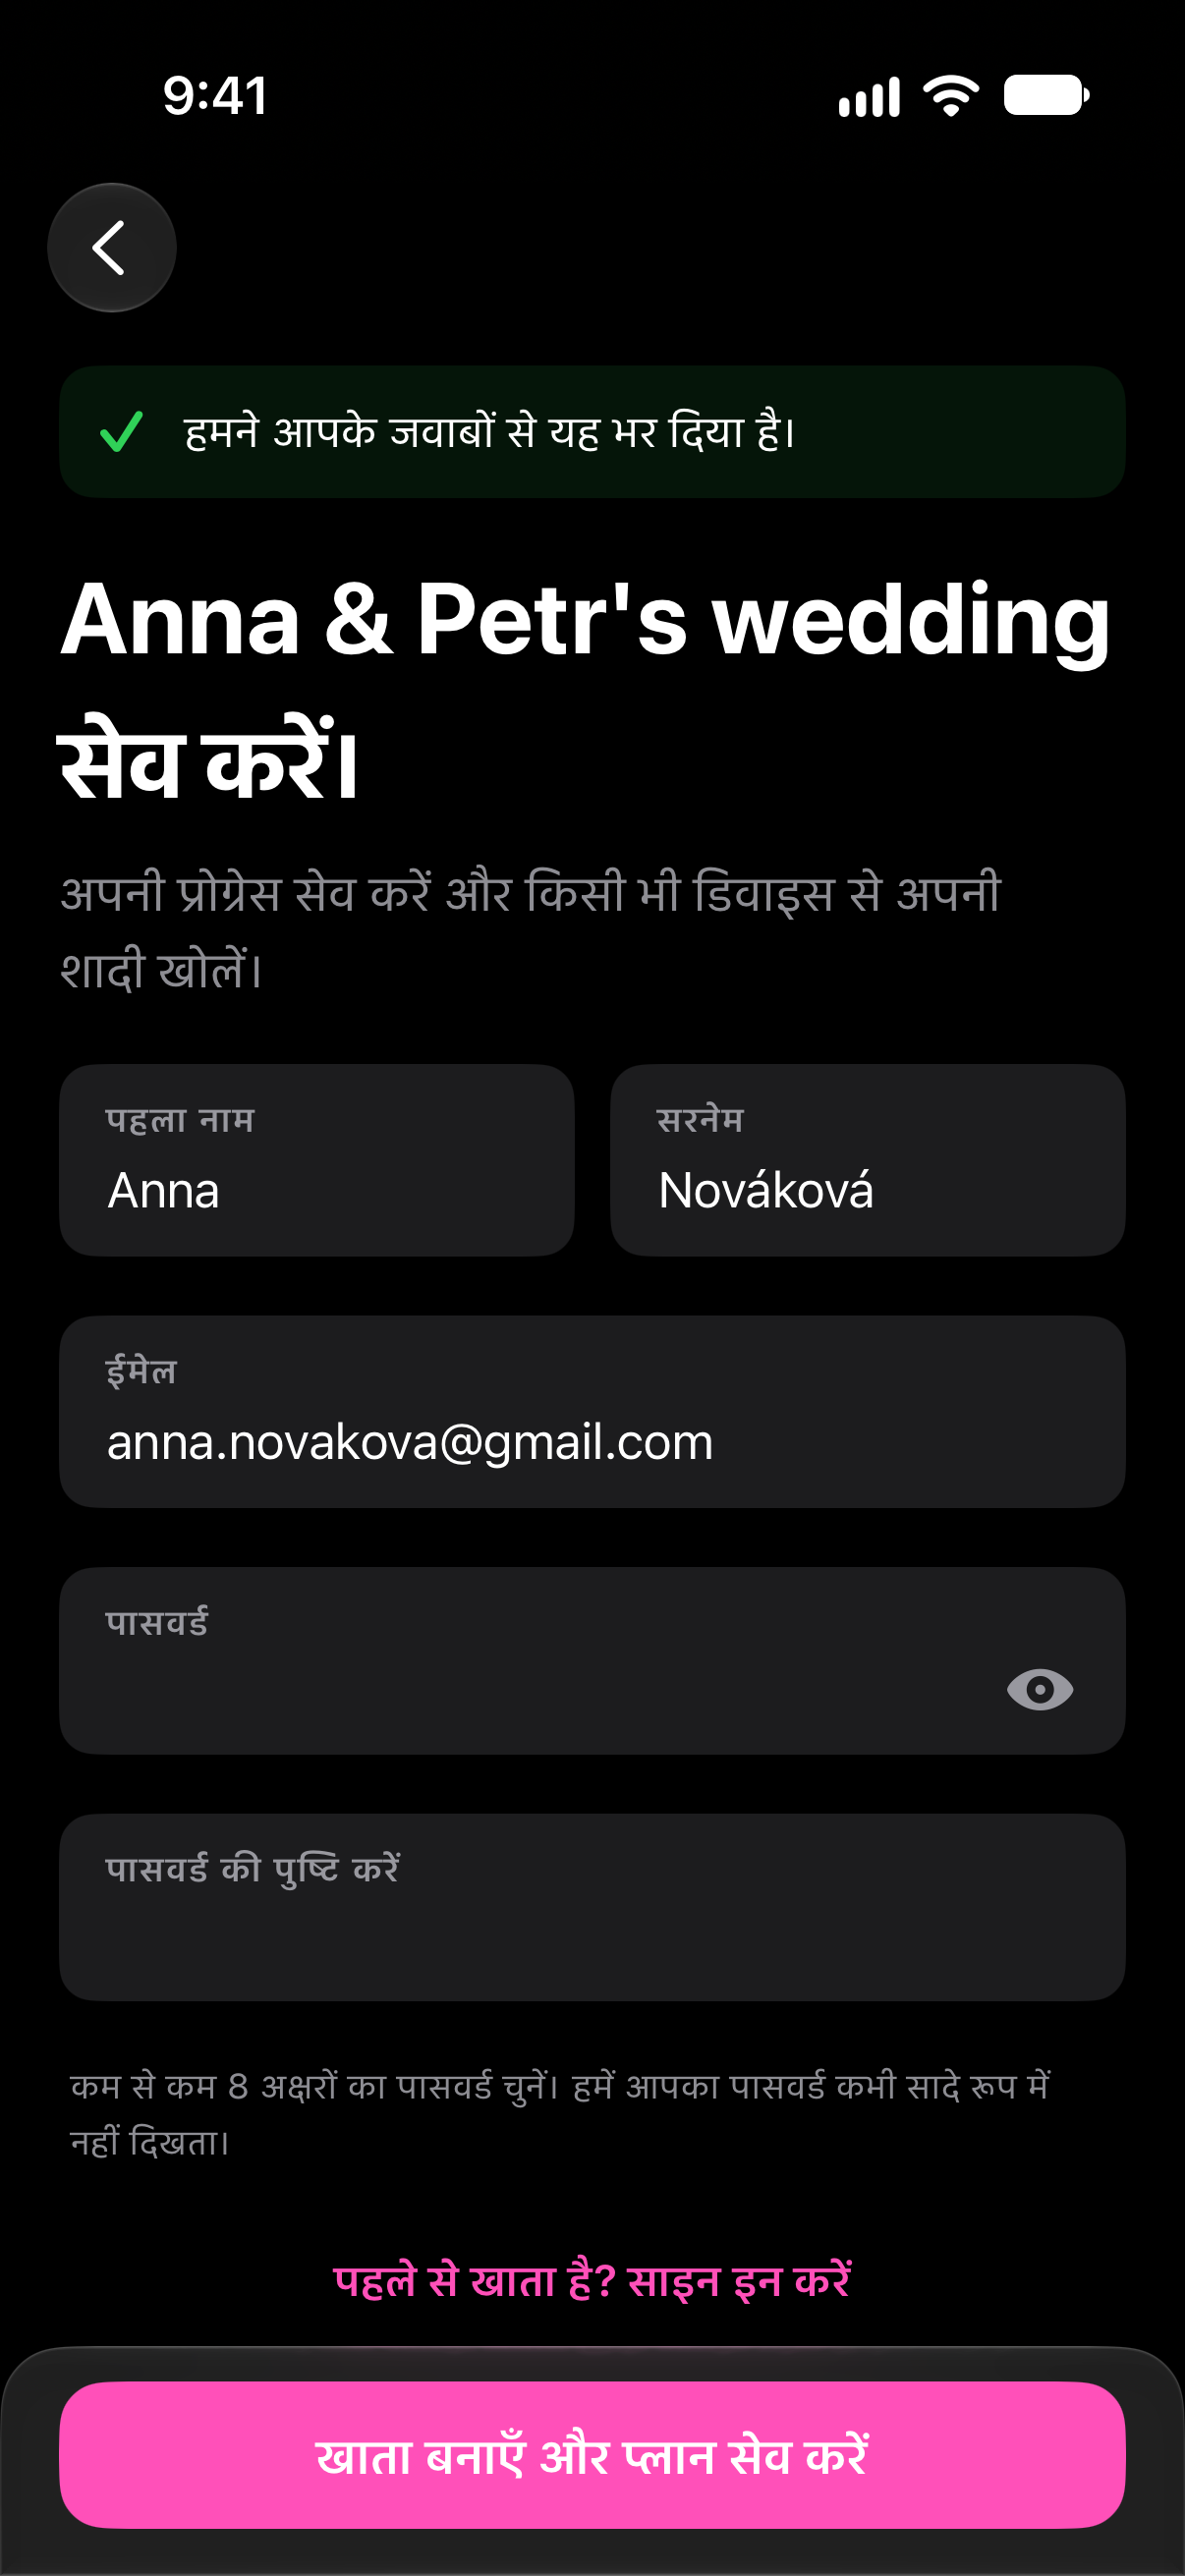 9:41
हमने आपके जवाबों से यह भर दिया है।
Anna & Petr's wedding
सेव करें।
अपनी प्रोग्रेस सेव करें और किसी भी डिवाइस से अपनी
शादी खोलें।
पहला नाम
Anna
सरनेम
Nováková
ईमेल
anna.novakova@gmail.com
पासवर्ड
पासवर्ड की पुष्टि करें
कम से कम 8 अक्षरों का पासवर्ड चुनें। हमें आपका पासवर्ड कभी सादे रूप में
नहीं दिखता।
पहले से खाता है? साइन इन करें
खाता बनाएँ और प्लान सेव करें